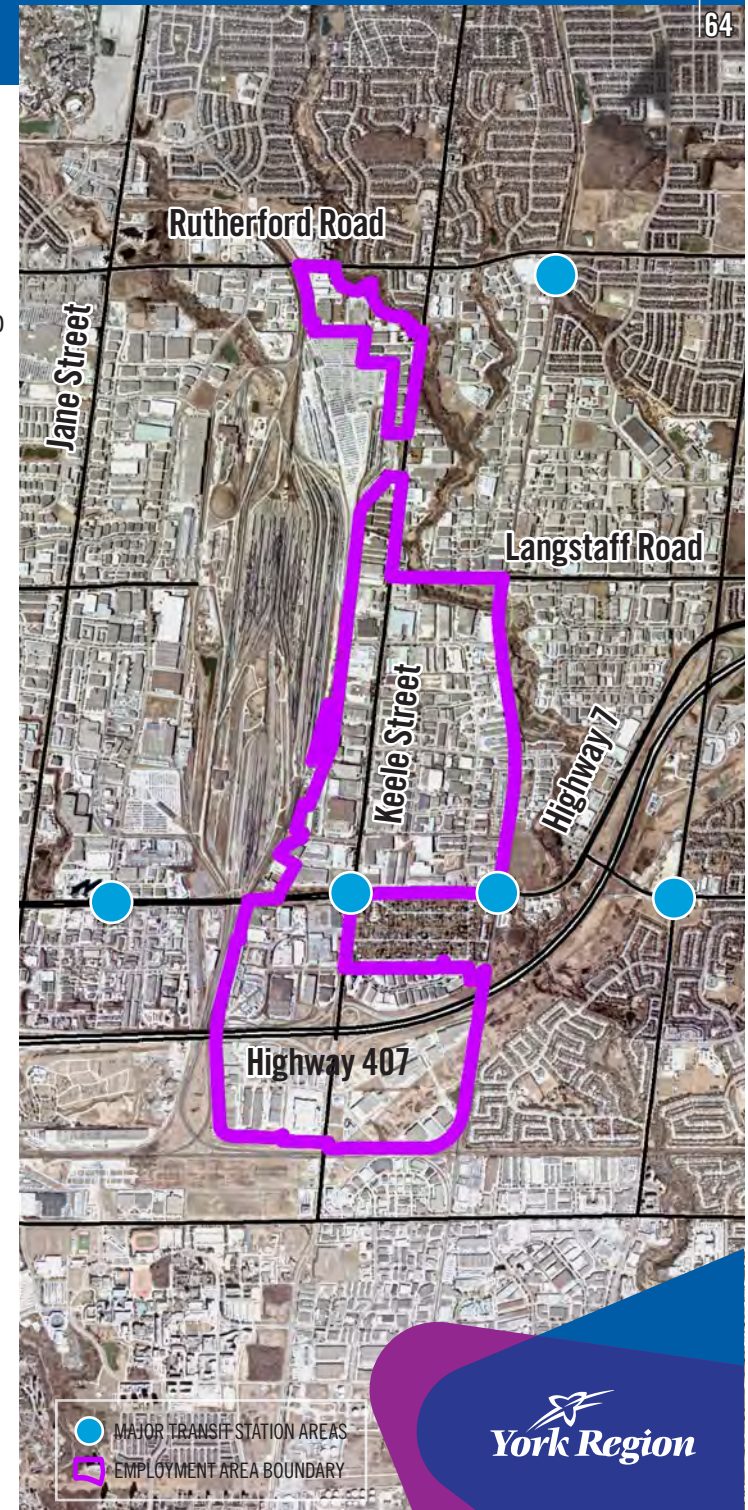 64
Rutherford Road
Jane Street
Langstaff Road
Keele Street
Highway 7
Highway 407
MAJOR TRANSIT STATION AREAS
EMPLOYMENT AREA BOUNDARY
York Region